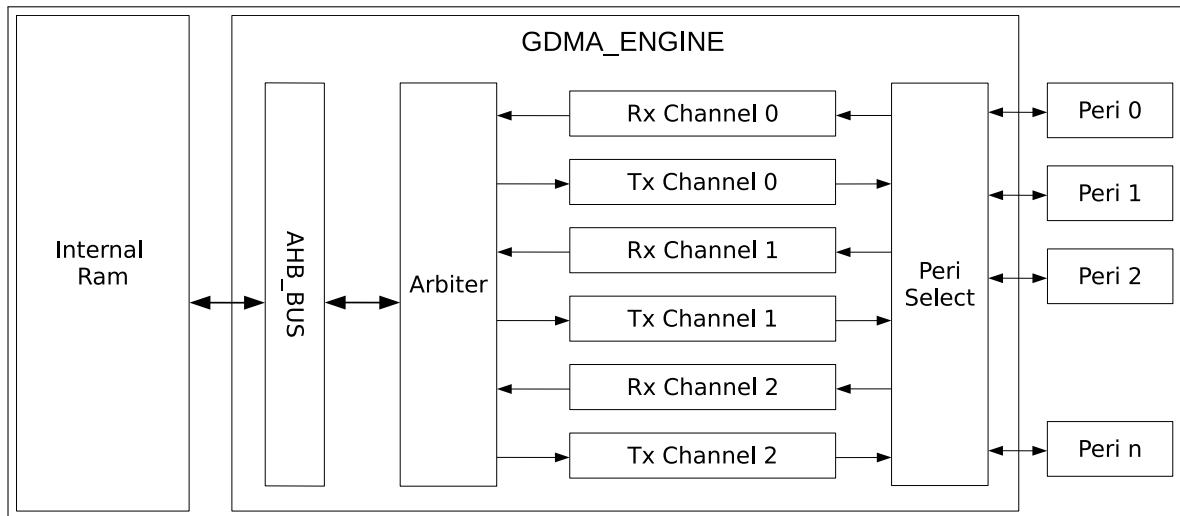 GDMA_ENGINE
Internal
Ram
AHB_BUS
Arbiter
Rx Channel 0
Tx Channel 0
Rx Channel 1
Tx Channel 1
Rx Channel 2
Tx Channel 2
Peri
Select
Peri 0
Peri 1
Peri 2
Peri n